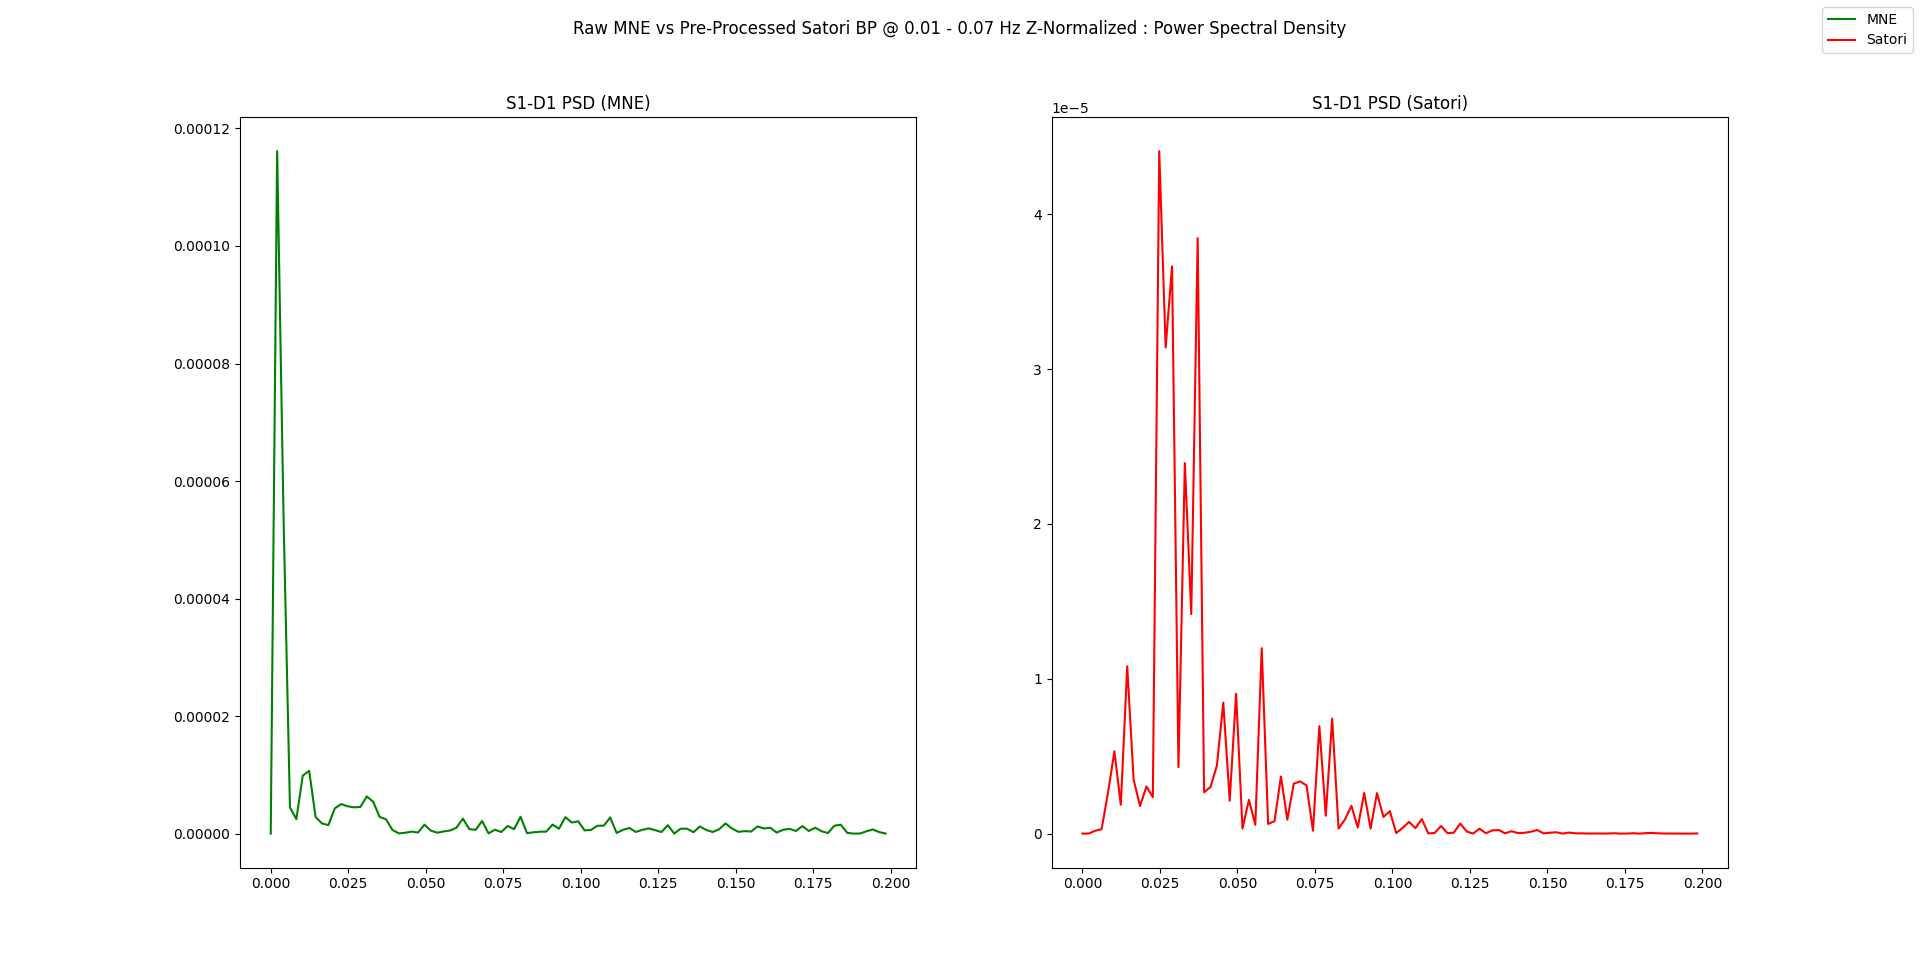 Raw MNE vs Pre-Processed Satori BP @ 0.01 - 0.07 Hz Z-Normalized : Power Spectral Density
MNE
Satori
S1-D1 PSD (MNE)
0.00012
0.00010
0.00008
0.00006
0.00004
0.00002
0.00000
0.000 0.025 0.050 0.075 0.100 0.125 0.150 0.175 0.200
S1-D1 PSD (Satori)
1e−5
4
3
2
1
0
0.000 0.025 0.050 0.075 0.100 0.125 0.150 0.175 0.200